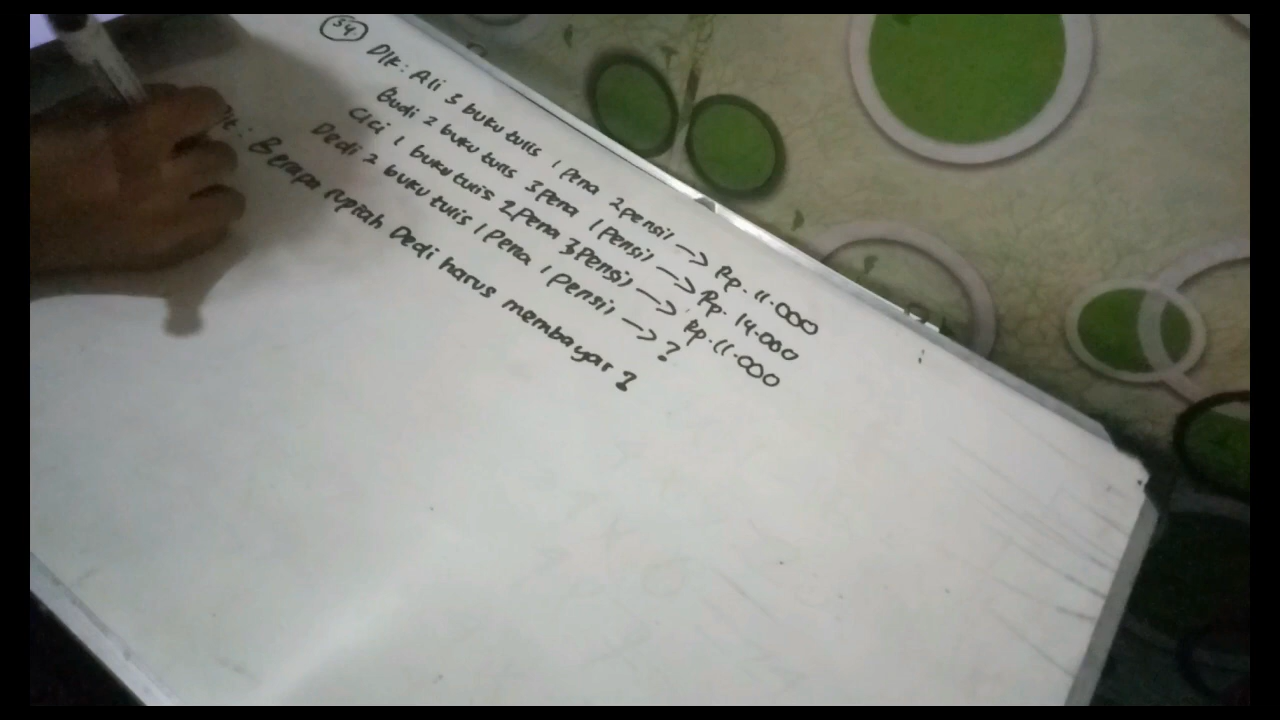 54.
Dik : Ali 3 buku tulis 1 pena 2 pensil → Rp. 11.000
Budi 2 buku tulis 3 pena 1 pensil → Rp. 14.000
Cici 1 buku tulis 2 pena 3 pensil → Rp. 11.000
Dedi 2 buku tulis 1 pena 1 pensil → ?
Dit : Berapa rupiah Dedi harus membayar ?